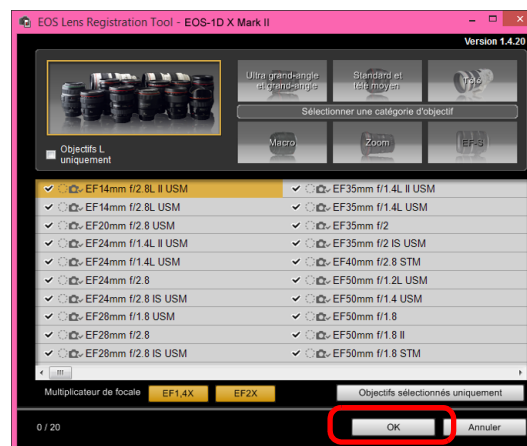 EOS Lens Registration Tool - EOS-1D X Mark II
Version 1.4.20
Ultra grand-angle et grand-angle
Standard et télé moyen
Télé
Sélectionner une catégorie d'objectif
Objectifs L uniquement
Macro
Zoom
EF-S
EF14mm f/2.8L II USM
EF14mm f/2.8L USM
EF20mm f/2.8 USM
EF24mm f/1.4L II USM
EF24mm f/1.4L USM
EF24mm f/2.8
EF24mm f/2.8 IS USM
EF28mm f/1.8 USM
EF28mm f/2.8
EF28mm f/2.8 IS USM
EF35mm f/1.4L II USM
EF35mm f/1.4L USM
EF35mm f/2
EF35mm f/2 IS USM
EF40mm f/2.8 STM
EF50mm f/1.2L USM
EF50mm f/1.4 USM
EF50mm f/1.8
EF50mm f/1.8 II
EF50mm f/1.8 STM
Multiplicateur de focale
EF1,4X
EF2X
Objectifs sélectionnés uniquement
0 / 20
OK
Annuler